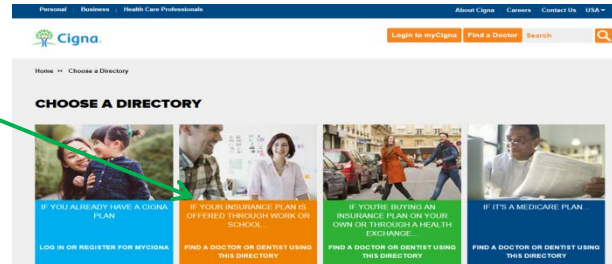 Personal | Business | Health Care Professionals
About Cigna Careers Contact Us USA
Cigna.
Login to myCigna
Find a Doctor
Search
Home ›› Choose a Directory
CHOOSE A DIRECTORY
IF YOU ALREADY HAVE A CIGNA
PLAN
LOG IN OR REGISTER FOR MYCIGNA
IF YOUR INSURANCE PLAN IS
OFFERED THROUGH WORK OR
SCHOOL...
FIND A DOCTOR OR DENTIST USING
THIS DIRECTORY
IF YOU'RE BUYING AN
INSURANCE PLAN ON YOUR
OWN OR THROUGH A HEALTH
EXCHANGE...
FIND A DOCTOR OR DENTIST USING
THIS DIRECTORY
IF IT'S A MEDICARE PLAN...
FIND A DOCTOR OR DENTIST USING
THIS DIRECTORY